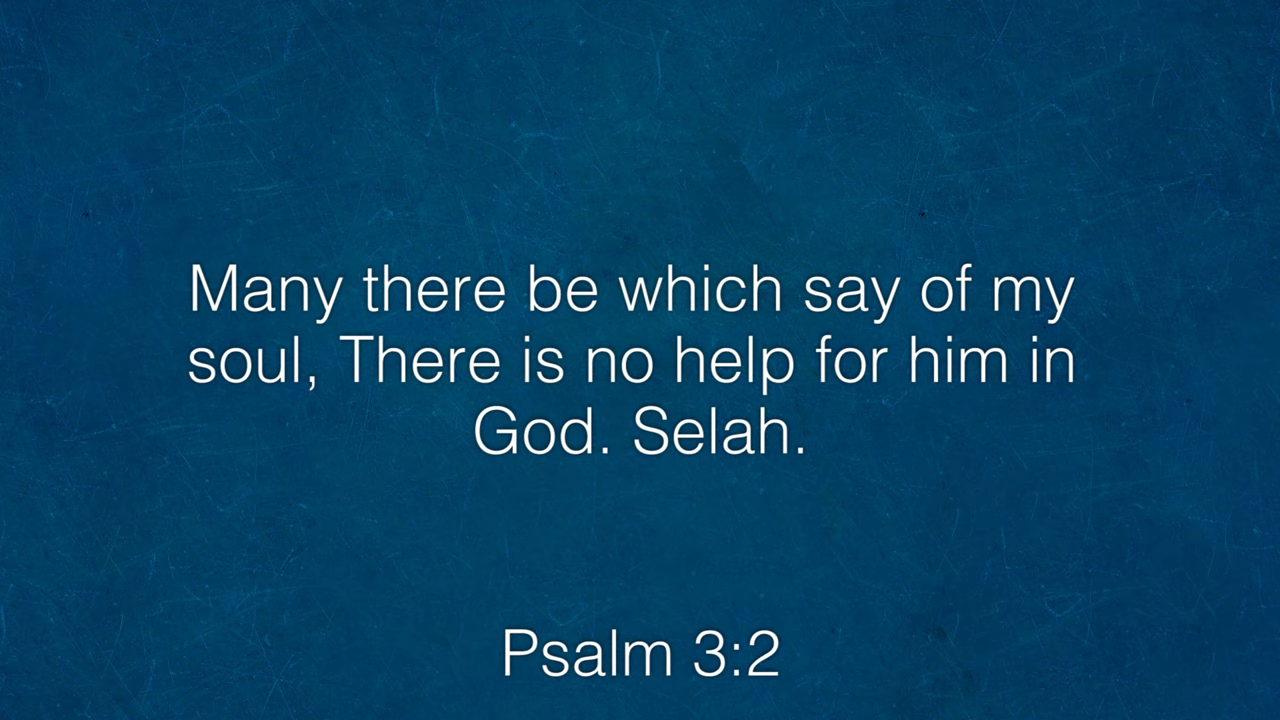 Many there be which say of my
soul, There is no help for him in
God. Selah.
Psalm 3:2